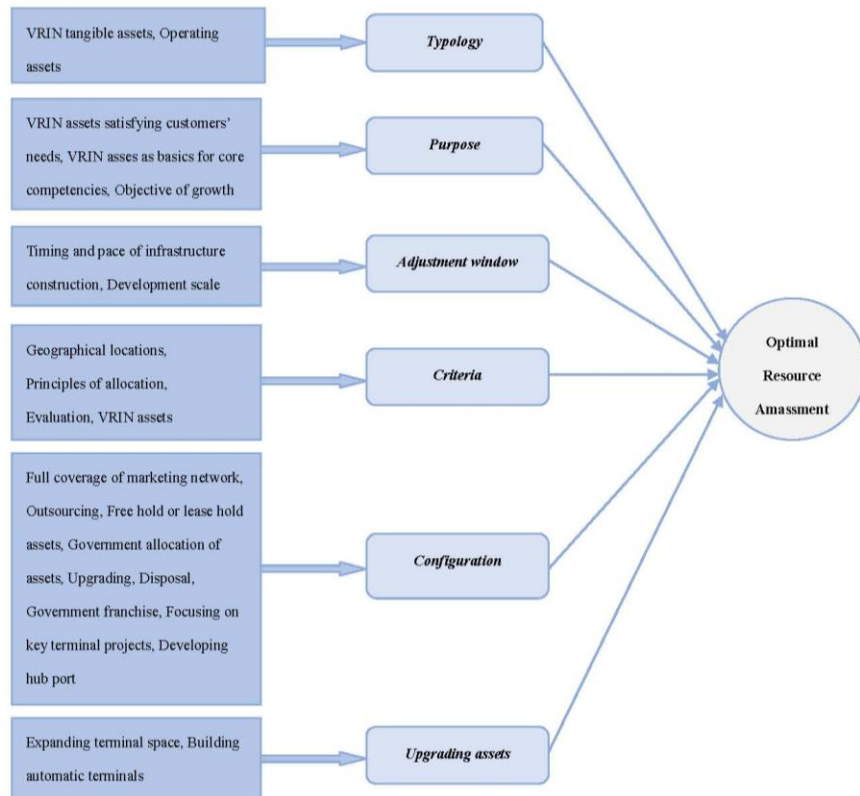 VRIN tangible assets, Operating
assets
Typology
VRIN assets satisfying customers'
needs, VRIN asses as basics for core
competencies, Objective of growth
Purpose
Timing and pace of infrastructure
construction, Development scale
Adjustment window
Geographical locations,
Principles of allocation,
Evaluation, VRIN assets
Criteria
Optimal
Resource
Amassment
Full coverage of marketing network,
Outsourcing, Free hold or lease hold
assets, Government allocation of
assets, Upgrading, Disposal,
Government franchise, Focusing on
key terminal projects, Developing
hub port
Configuration
Expanding terminal space, Building
automatic terminals
Upgrading assets